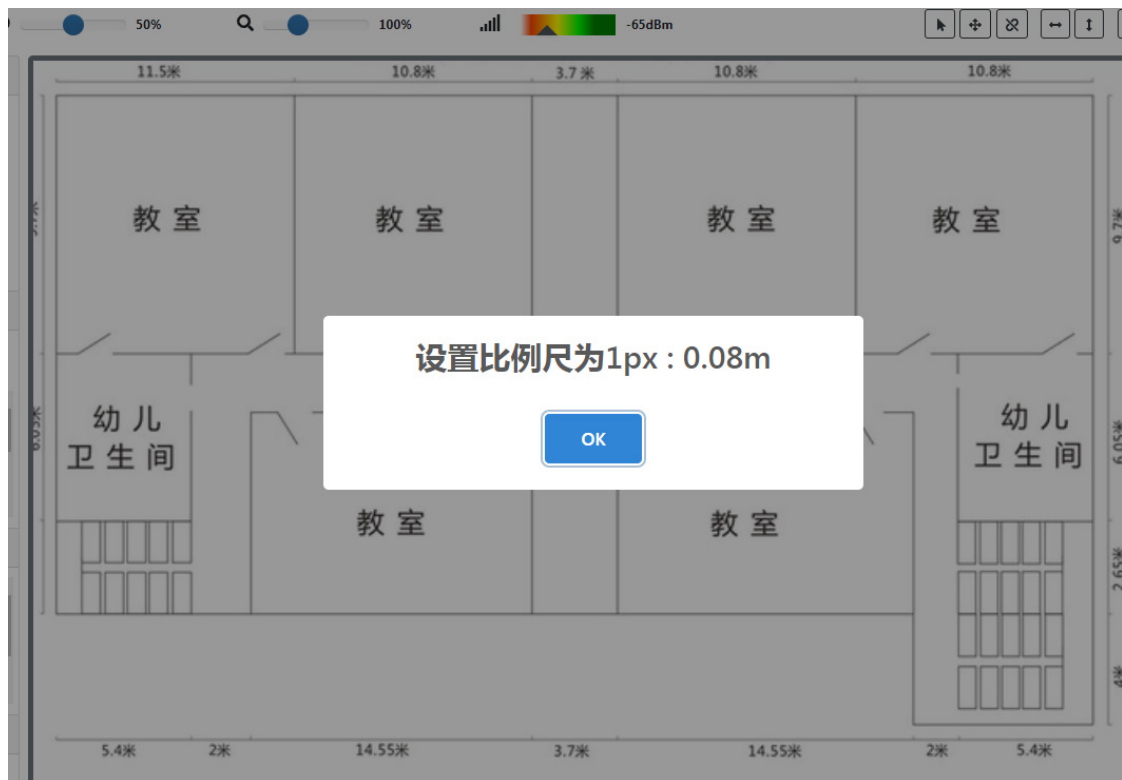 50%
100%
-65dBm
11.5米
10.8米
3.7 米
10.8米
10.8米
教 室
教 室
教 室
教 室
9.7米
设置比例尺为1px : 0.08m
OK
幼 儿
卫 生 间
幼 儿
卫 生 间
6.05米
教 室
教 室
2.65米
4米
5.4米
2米
14.55米
3.7米
14.55米
2米
5.4米